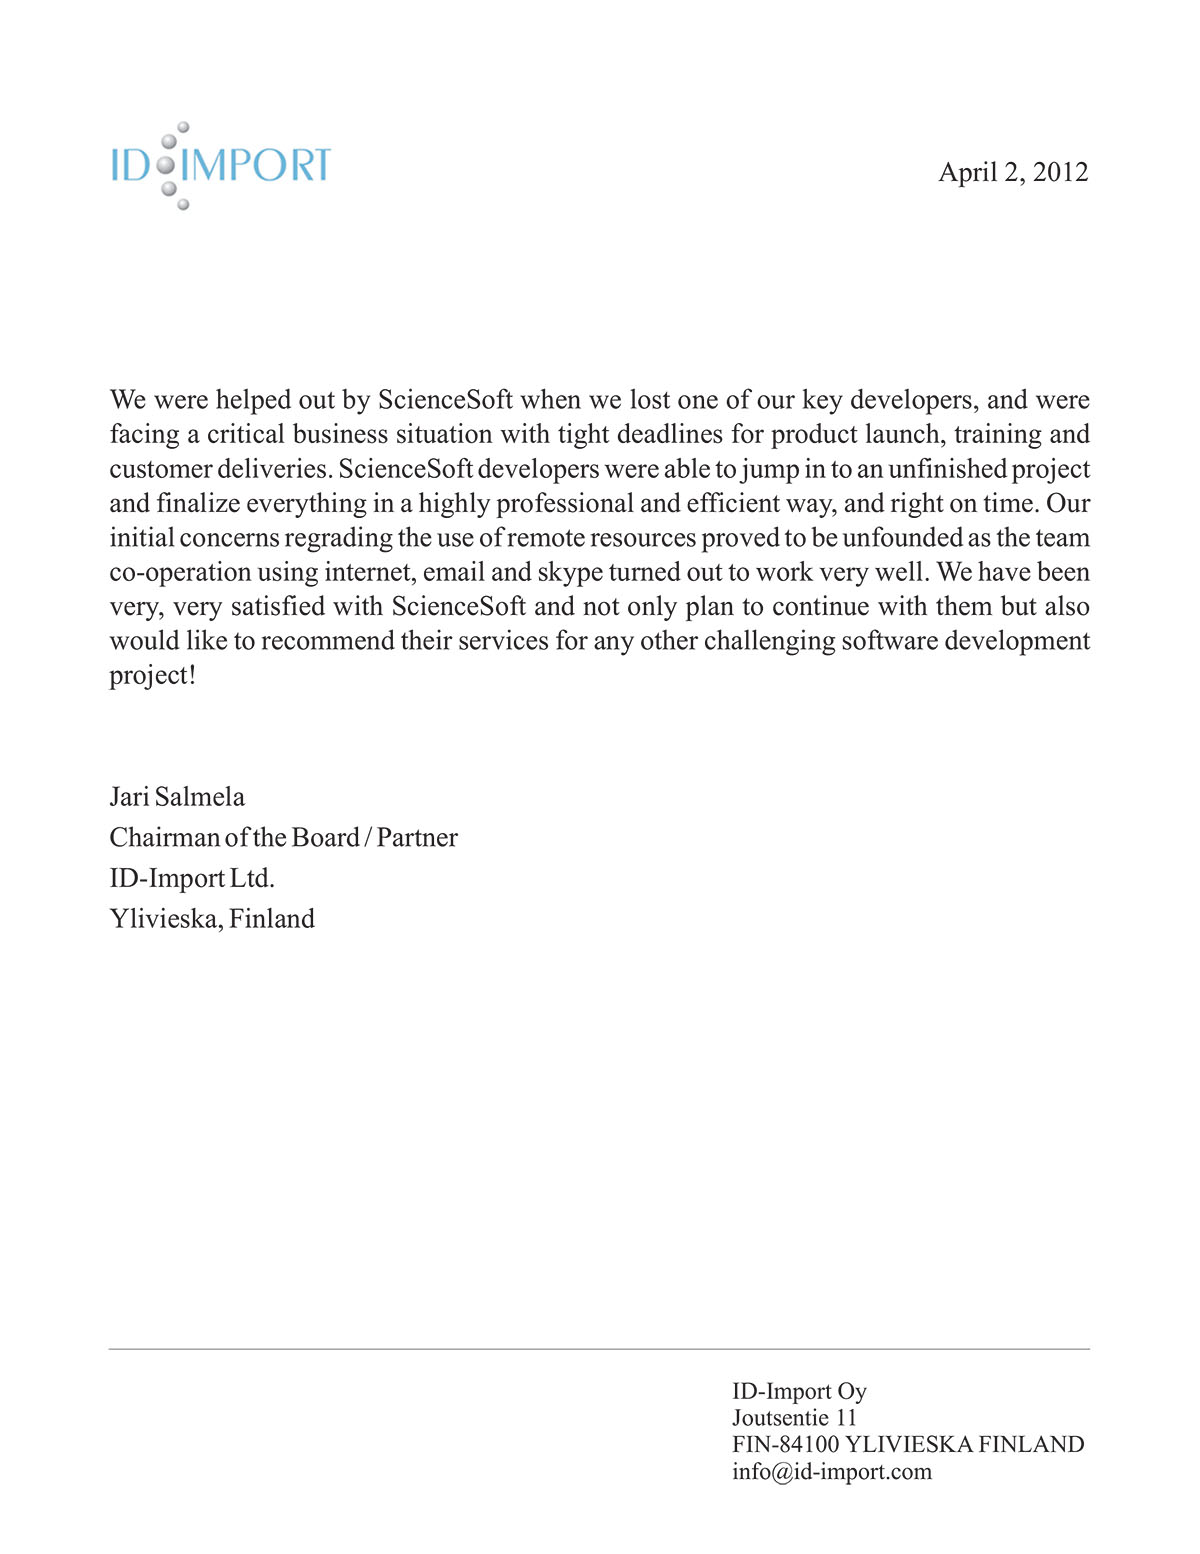 ID IMPORT
April 2, 2012
We were helped out by ScienceSoft when we lost one of our key developers, and were
facing a critical business situation with tight deadlines for product launch, training and
customer deliveries. ScienceSoft developers were able to jump in to an unfinished project
and finalize everything in a highly professional and efficient way, and right on time. Our
initial concerns regrading the use of remote resources proved to be unfounded as the team
co-operation using internet, email and skype turned out to work very well. We have been
very, very satisfied with ScienceSoft and not only plan to continue with them but also
would like to recommend their services for any other challenging software development
project!
Jari Salmela
Chairman of the Board / Partner
ID-Import Ltd.
Ylivieska, Finland
ID-Import Oy
Joutsentie 11
FIN-84100 YLIVIESKA FINLAND
info@id-import.com